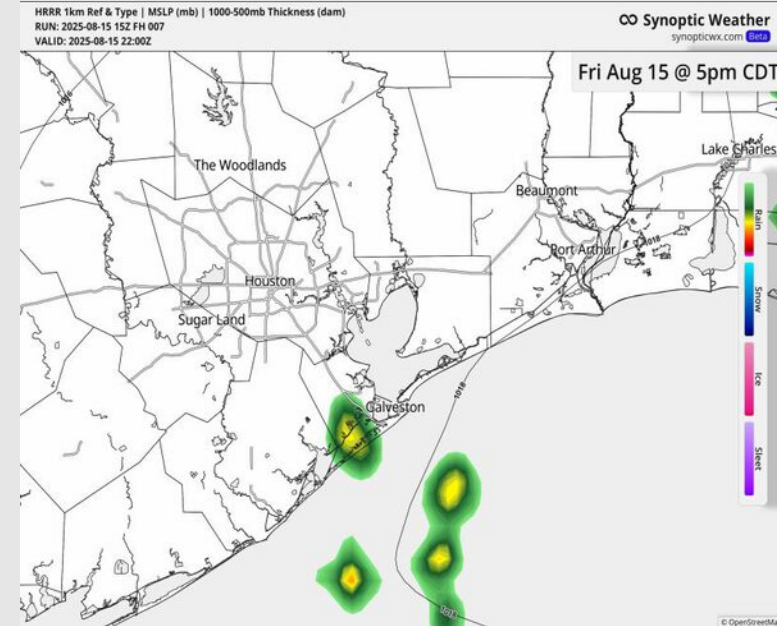 HRRR 1km Ref & Type | MSLP (mb) | 1000-500mb Thickness (dam)
RUN: 2025-08-15 15Z FH 007
VALID: 2025-08-15 22:00Z
Synoptic Weather
synopticwx.com Beta
Fri Aug 15 @ 5pm CDT
1018
Lake Charles
The Woodlands
Beaumont
Port Arthur
1018
Houston
Sugar Land
1018
Galveston
Rain
Snow
Ice
Sleet
© OpenStreetMa